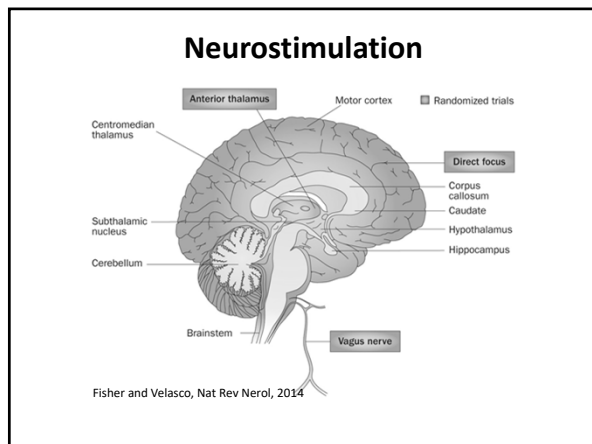 Neurostimulation
Anterior thalamus
Motor cortex
Randomized trials
Centromedian
thalamus
Direct focus
Corpus
callosum
Caudate
Subthalamic
nucleus
Hypothalamus
Hippocampus
Cerebellum
Brainstem
Vagus nerve
Fisher and Velasco, Nat Rev Nerol, 2014